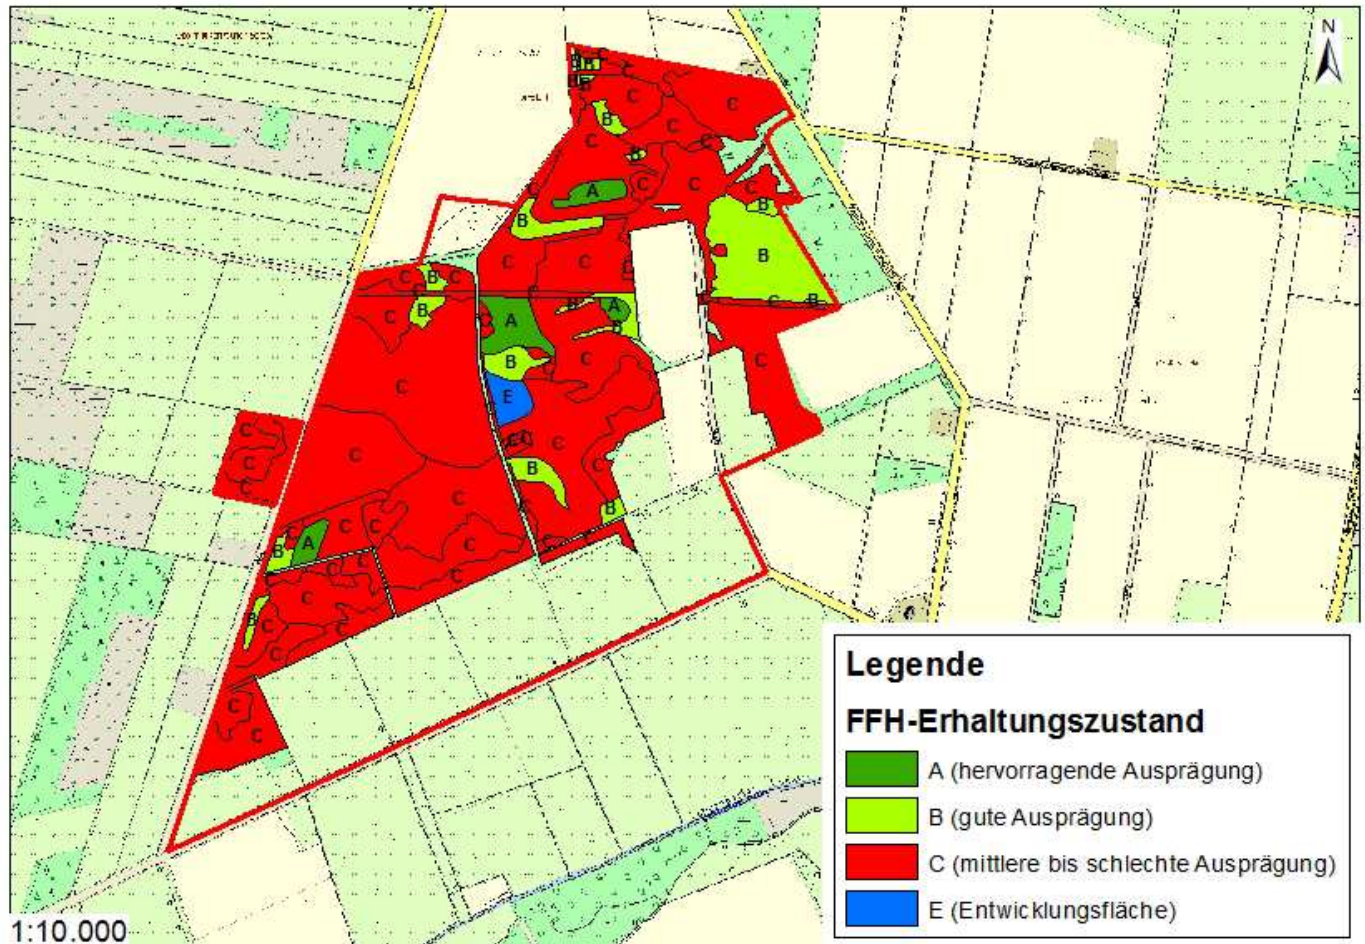 N
C
B B
B B
C
C
C
B
C
C
C
B
A
C
C
C
C
B
B
C
C
B
C
C
C
B
C
C
C
B
A
B
C
B
C
A
B
B
C
C
C
C
E
C
C
C
C
C
B
C
C
C
C
B
C
C
A
B
C
C
C
C
C
B
C
C
C
C
C
Legende
FFH-Erhaltungszustand
A (hervorragende Ausprägung)
B (gute Ausprägung)
C (mittlere bis schlechte Ausprägung)
E (Entwicklungsfläche)
1:10.000